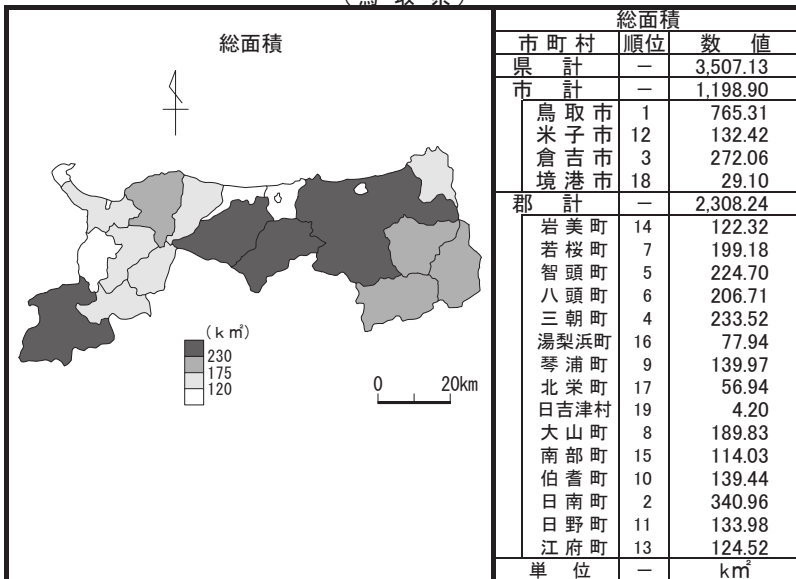 (鳥取県)
総面積
(k㎡)
230
175
120
0 20km
総面積
市町村 順位 数値
県計 － 3,507.13
市計 － 1,198.90
鳥取市 1 765.31
米子市 12 132.42
倉吉市 3 272.06
境港市 18 29.10
郡計 － 2,308.24
岩美町 14 122.32
若桜町 7 199.18
智頭町 5 224.70
八頭町 6 206.71
三朝町 4 233.52
湯梨浜町 16 77.94
琴浦町 9 139.97
北栄町 17 56.94
日吉津村 19 4.20
大山町 8 189.83
南部町 15 114.03
伯耆町 10 139.44
日南町 2 340.96
日野町 11 133.98
江府町 13 124.52
単位 － k㎡